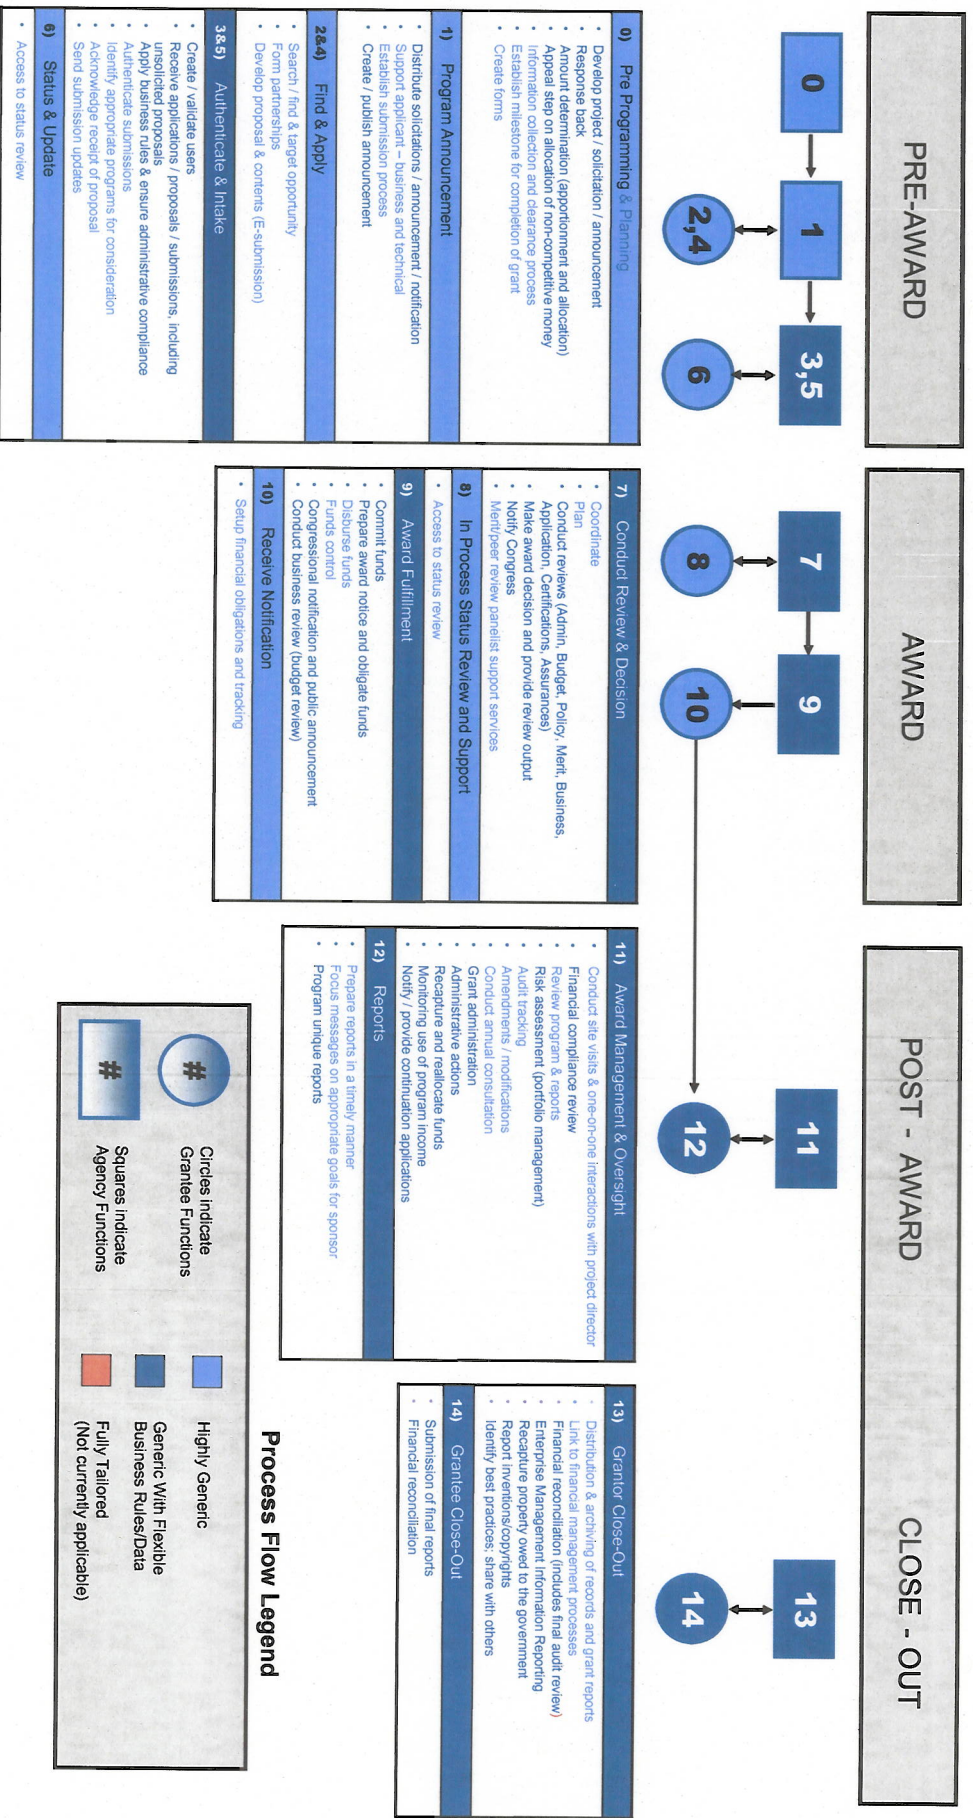 PRE-AWARD
AWARD
POST - AWARD
CLOSE - OUT
0
1
3,5
2,4
6
7
9
8
10
11
12
13
14
0) Pre Programming & Planning
• Develop project / solicitation / announcement
• Response back
• Amount determination (apportionment and allocation)
• Appeal step on allocation of non-competitive money
• Information collection and clearance process
• Establish milestone for completion of grant
• Create forms
1) Program Announcement
• Distribute solicitations / announcement / notification
• Support applicant – business and technical
• Establish submission process
• Create / publish announcement
2&4) Find & Apply
• Search / find & target opportunity
• Form partnerships
• Develop proposal & contents (E-submission)
3&5) Authenticate & Intake
• Create / validate users
• Receive applications / proposals / submissions, including
unsolicited proposals
• Apply business rules & ensure administrative compliance
• Authenticate submissions
• Identify appropriate programs for consideration
• Acknowledge receipt of proposal
• Send submission updates
6) Status & Update
• Access to status review
7) Conduct Review & Decision
• Coordinate
• Plan
• Conduct reviews (Admin, Budget, Policy, Merit, Business,
Application, Certifications, Assurances)
• Make award decision and provide review output
• Notify Congress
• Merit/peer review panelist support services
8) In Process Status Review and Support
• Access to status review
9) Award Fulfillment
• Commit funds
• Prepare award notice and obligate funds
• Disburse funds
• Funds control
• Congressional notification and public announcement
• Conduct business review (budget review)
10) Receive Notification
• Setup financial obligations and tracking
11) Award Management & Oversight
• Conduct site visits & one-on-one interactions with project director
• Financial compliance review
• Review program & reports
• Risk assessment (portfolio management)
• Audit tracking
• Amendments / modifications
• Conduct annual consultation
• Grant administration
• Administrative actions
• Recapture and reallocate funds
• Monitoring use of program income
• Notify / provide continuation applications
12) Reports
• Prepare reports in a timely manner
• Focus messages on appropriate goals for sponsor
• Program unique reports
13) Grantor Close-Out
• Distribution & archiving of records and grant reports
• Link to financial management processes
• Financial reconciliation (includes final audit review)
• Enterprise Management Information Reporting
• Recapture property owed to the government
• Report inventions/copyrights
• Identify best practices; share with others
14) Grantee Close-Out
• Submission of final reports
• Financial reconciliation
Process Flow Legend
#
Circles indicate
Grantee Functions
#
Squares indicate
Agency Functions
Highly Generic
Generic With Flexible
Business Rules/Data
Fully Tailored
(Not currently applicable)